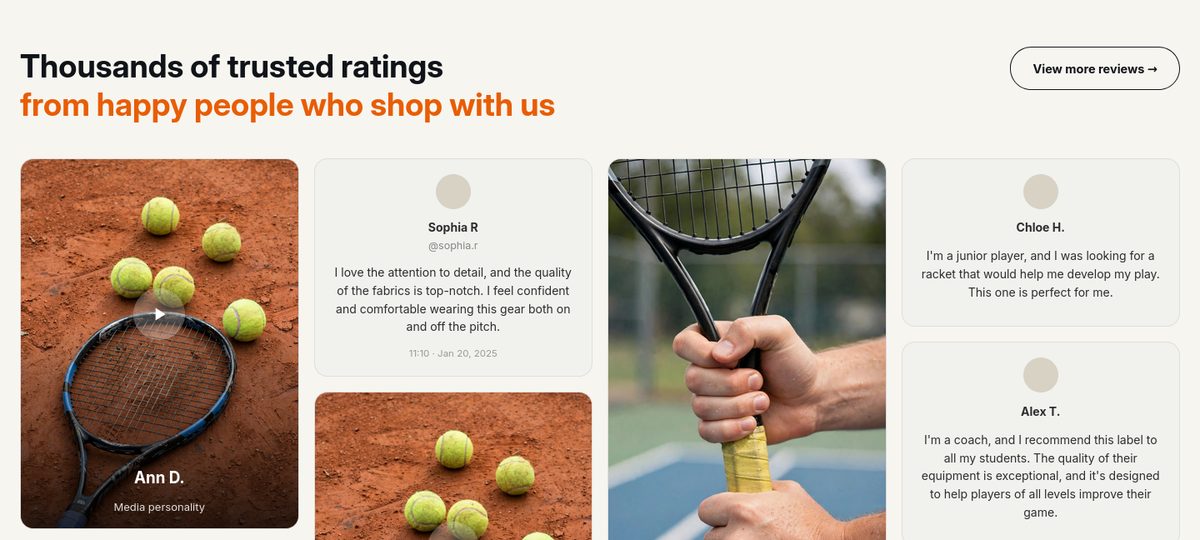 Thousands of trusted ratings
from happy people who shop with us
View more reviews →
Ann D.
Media personality
Sophia R
@sophia.r
I love the attention to detail, and the quality
of the fabrics is top-notch. I feel confident
and comfortable wearing this gear both on
and off the pitch.
11:10 · Jan 20, 2025
Chloe H.
I'm a junior player, and I was looking for a
racket that would help me develop my play.
This one is perfect for me.
Alex T.
I'm a coach, and I recommend this label to
all my students. The quality of their
equipment is exceptional, and it's designed
to help players of all levels improve their
game.